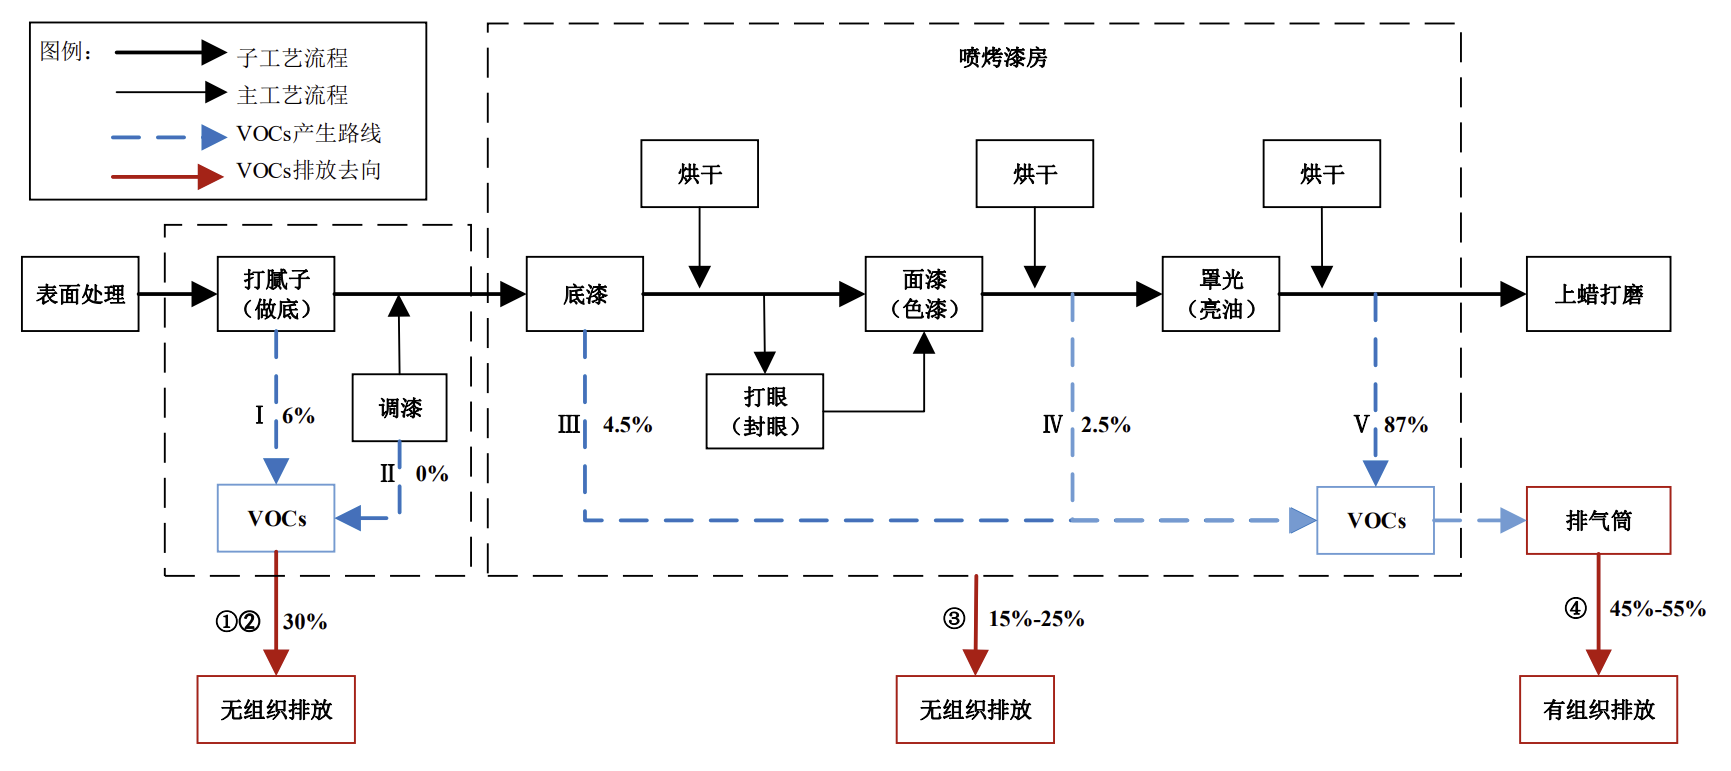 图例：
子工艺流程
主工艺流程
VOCs产生路线
VOCs排放去向
喷烤漆房
烘干
烘干
烘干
表面处理
打腻子
（做底）
底漆
面漆
（色漆）
罩光
（亮油）
上蜡打磨
调漆
打眼
（封眼）
Ⅰ 6%
Ⅱ 0%
Ⅲ 4.5%
Ⅳ 2.5%
Ⅴ 87%
VOCs
VOCs
排气筒
①② 30%
③ 15%-25%
④ 45%-55%
无组织排放
无组织排放
有组织排放